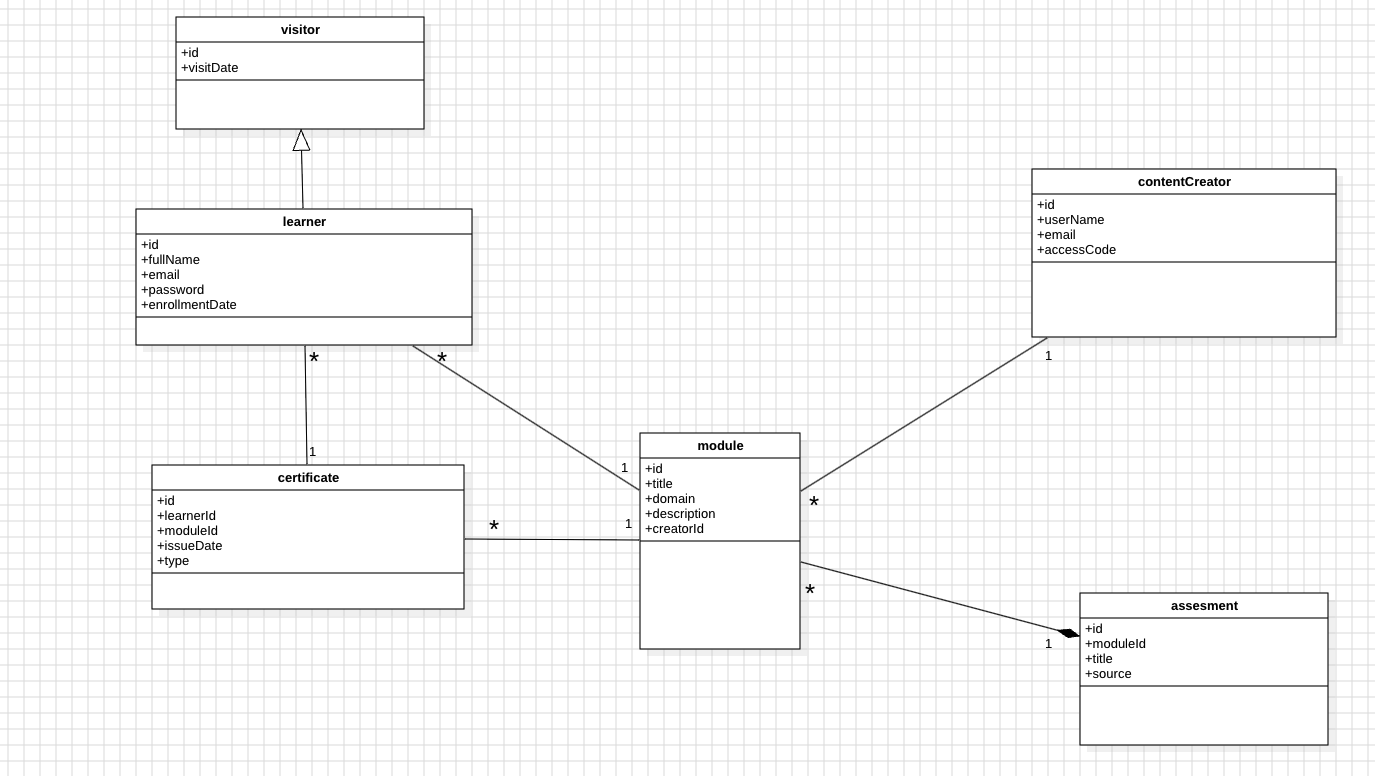 visitor
+id
+visitDate
learner
+id
+fullName
+email
+password
+enrollmentDate
*
*
1
certificate
+id
+learnerId
+moduleId
+issueDate
+type
*
1
1
module
+id
+title
+domain
+description
+creatorId
contentCreator
+id
+userName
+email
+accessCode
1
*
*
1
assesment
+id
+moduleId
+title
+source